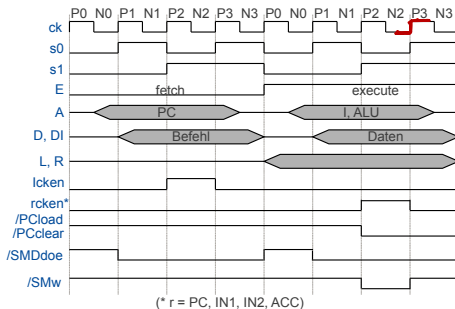 P0 N0 P1 N1 P2 N2 P3 N3 P0 N0 P1 N1 P2 N2 P3 N3
ck
s0
s1
E fetch execute
A PC I, ALU
D, DI Befehl Daten
L, R
Icken
rcken*
/PCload
/PCclear
/SMDdoe
/SMw
(* r = PC, IN1, IN2, ACC)